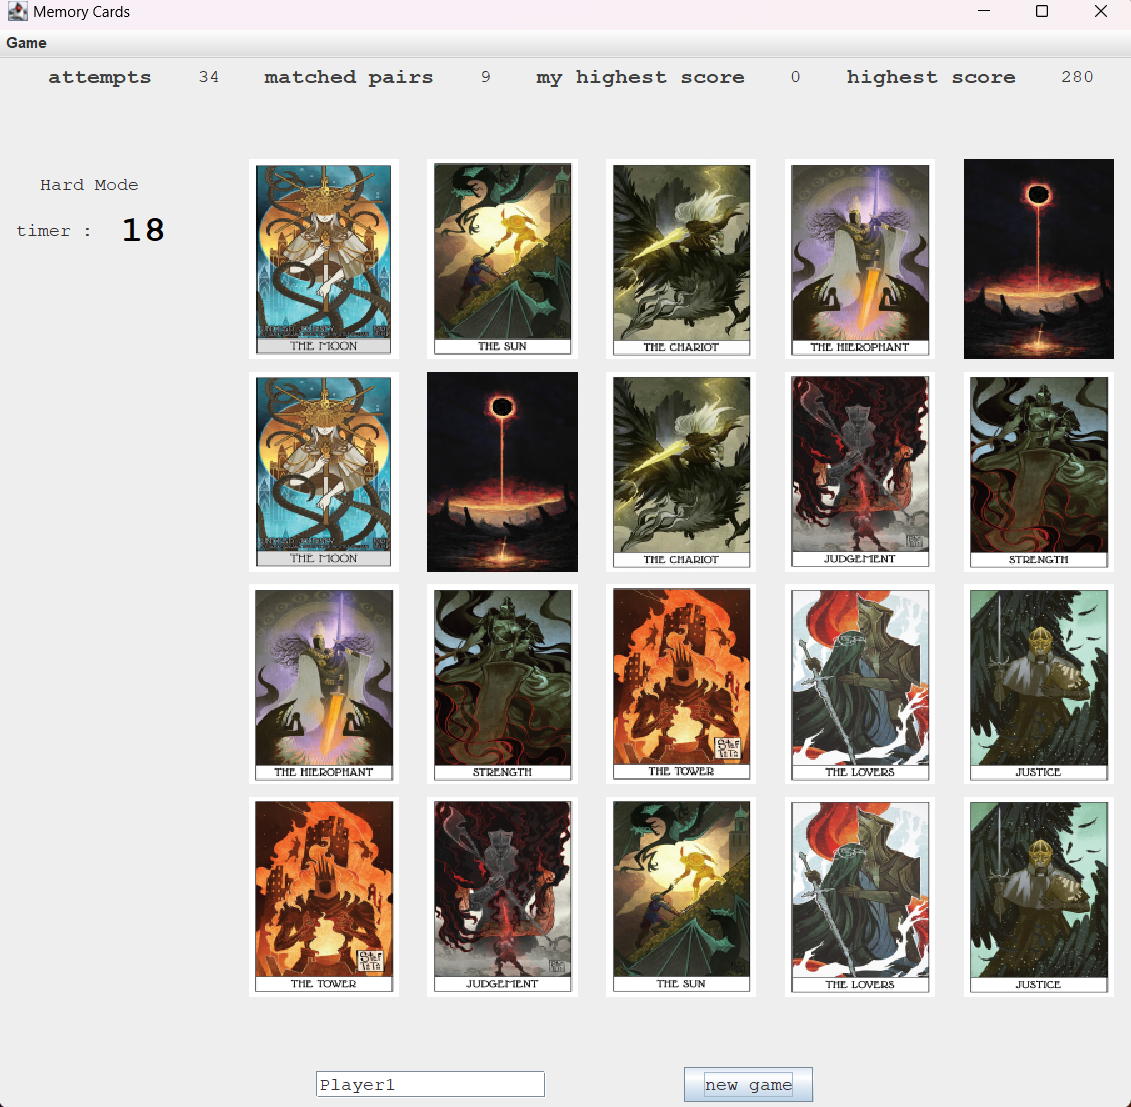 Memory Cards
Game
attempts 34 matched pairs 9 my highest score 0 highest score 280
Hard Mode
timer : 18
THE MOON THE SUN THE CHARIOT THE HIEROPHANT
THE MOON THE CHARIOT JUDGEMENT STRENGTH
THE HIEROPHANT STRENGTH THE TOWER THE LOVERS JUSTICE
THE TOWER JUDGEMENT THE SUN THE LOVERS JUSTICE
Player1 new game